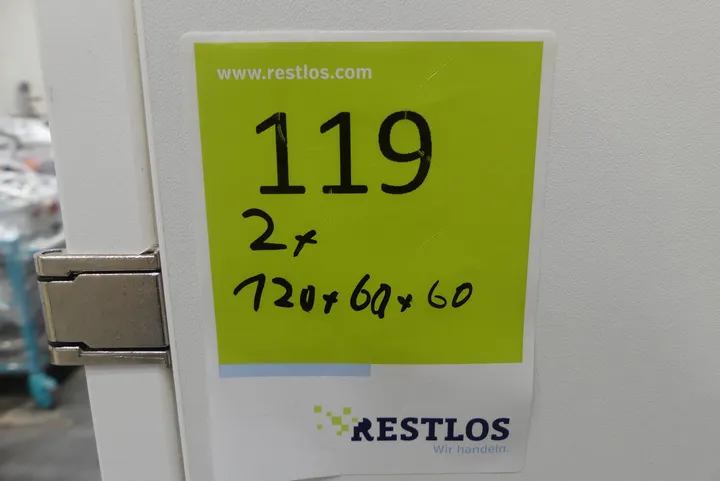 www.restlos.com
119
2x
120x60x60
RESTLOS
Wir handeln.